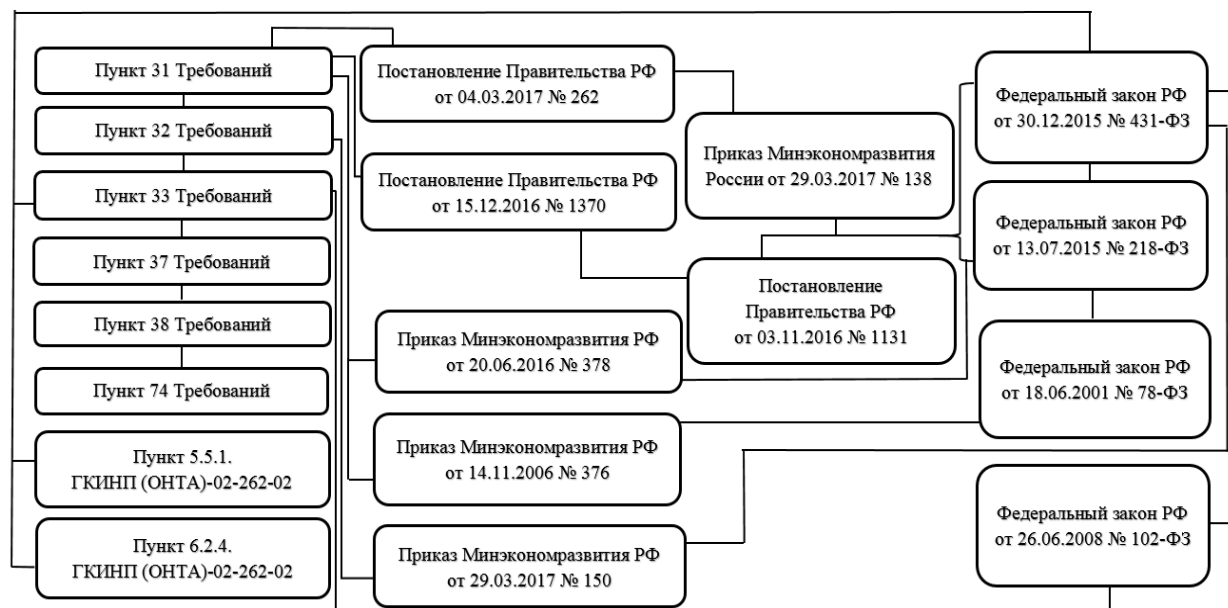 Пункт 31 Требований
Пункт 32 Требований
Пункт 33 Требований
Пункт 37 Требований
Пункт 38 Требований
Пункт 74 Требований
Пункт 5.5.1.
ГКИНП (ОНТА)-02-262-02
Пункт 6.2.4.
ГКИНП (ОНТА)-02-262-02
Постановление Правительства РФ
от 04.03.2017 № 262
Постановление Правительства РФ
от 15.12.2016 № 1370
Приказ Минэкономразвития РФ
от 20.06.2016 № 378
Приказ Минэкономразвития РФ
от 14.11.2006 № 376
Приказ Минэкономразвития РФ
от 29.03.2017 № 150
Приказ Минэкономразвития
России от 29.03.2017 № 138
Постановление
Правительства РФ
от 03.11.2016 № 1131
Федеральный закон РФ
от 30.12.2015 № 431-ФЗ
Федеральный закон РФ
от 13.07.2015 № 218-ФЗ
Федеральный закон РФ
от 18.06.2001 № 78-ФЗ
Федеральный закон РФ
от 26.06.2008 № 102-ФЗ